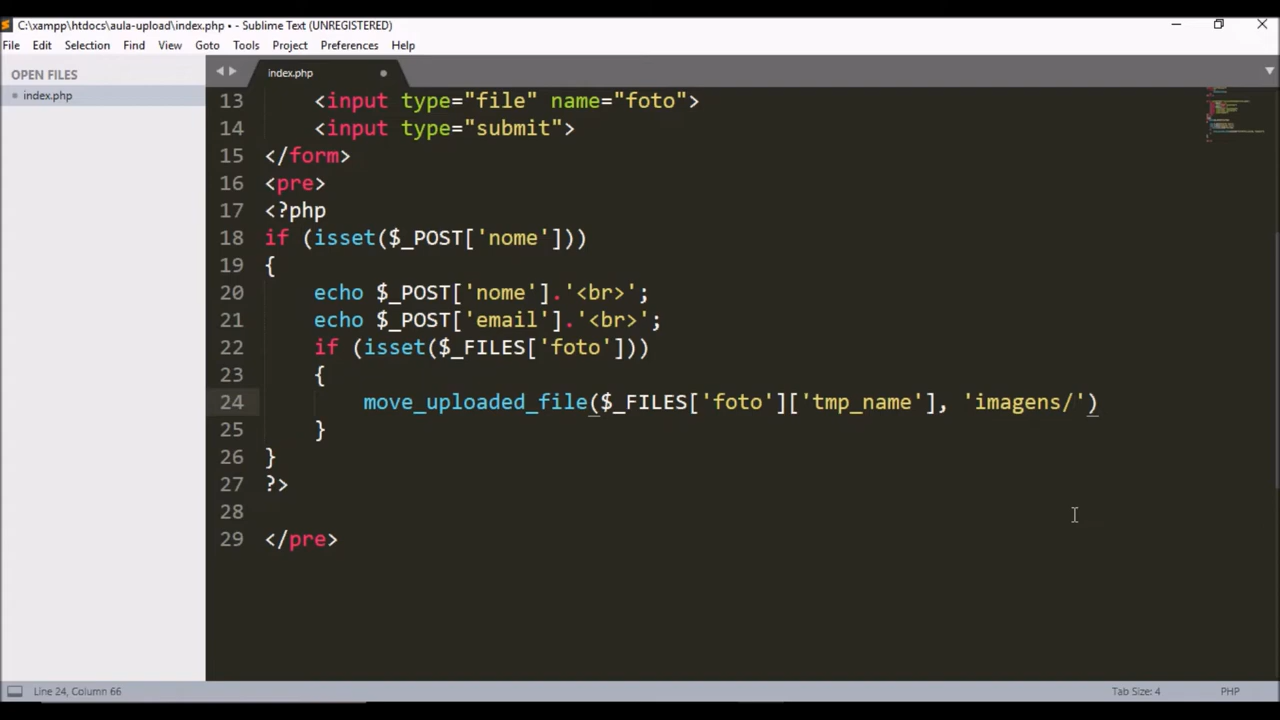 C:\xampp\htdocs\aula-upload\index.php • - Sublime Text (UNREGISTERED)
File Edit Selection Find View Goto Tools Project Preferences Help
OPEN FILES
index.php
index.php
13 <input type="file" name="foto">
14 <input type="submit">
15 </form>
16 <pre>
17 <?php
18 if (isset($_POST['nome']))
19 {
20 echo $_POST['nome'].'<br>';
21 echo $_POST['email'].'<br>';
22 if (isset($_FILES['foto']))
23 {
24 move_uploaded_file($_FILES['foto']['tmp_name'], 'imagens/')
25 }
26 }
27 ?>
28
29 </pre>
Line 24, Column 66 Tab Size: 4 PHP